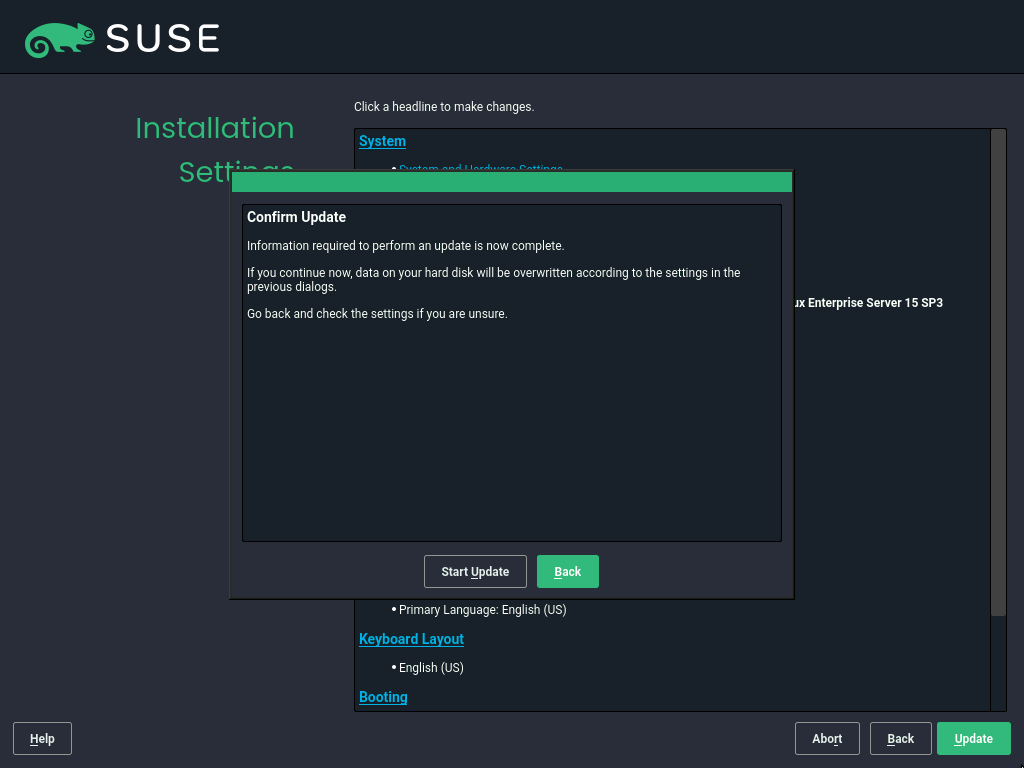 SUSE
Installation
Settings
Click a headline to make changes.
System
• System and Hardware Settings
Confirm Update
Information required to perform an update is now complete.
If you continue now, data on your hard disk will be overwritten according to the settings in the
previous dialogs.
Go back and check the settings if you are unsure.
Start Update
Back
Enterprise Server 15 SP3
• Primary Language: English (US)
Keyboard Layout
• English (US)
Booting
Help
Abort
Back
Update